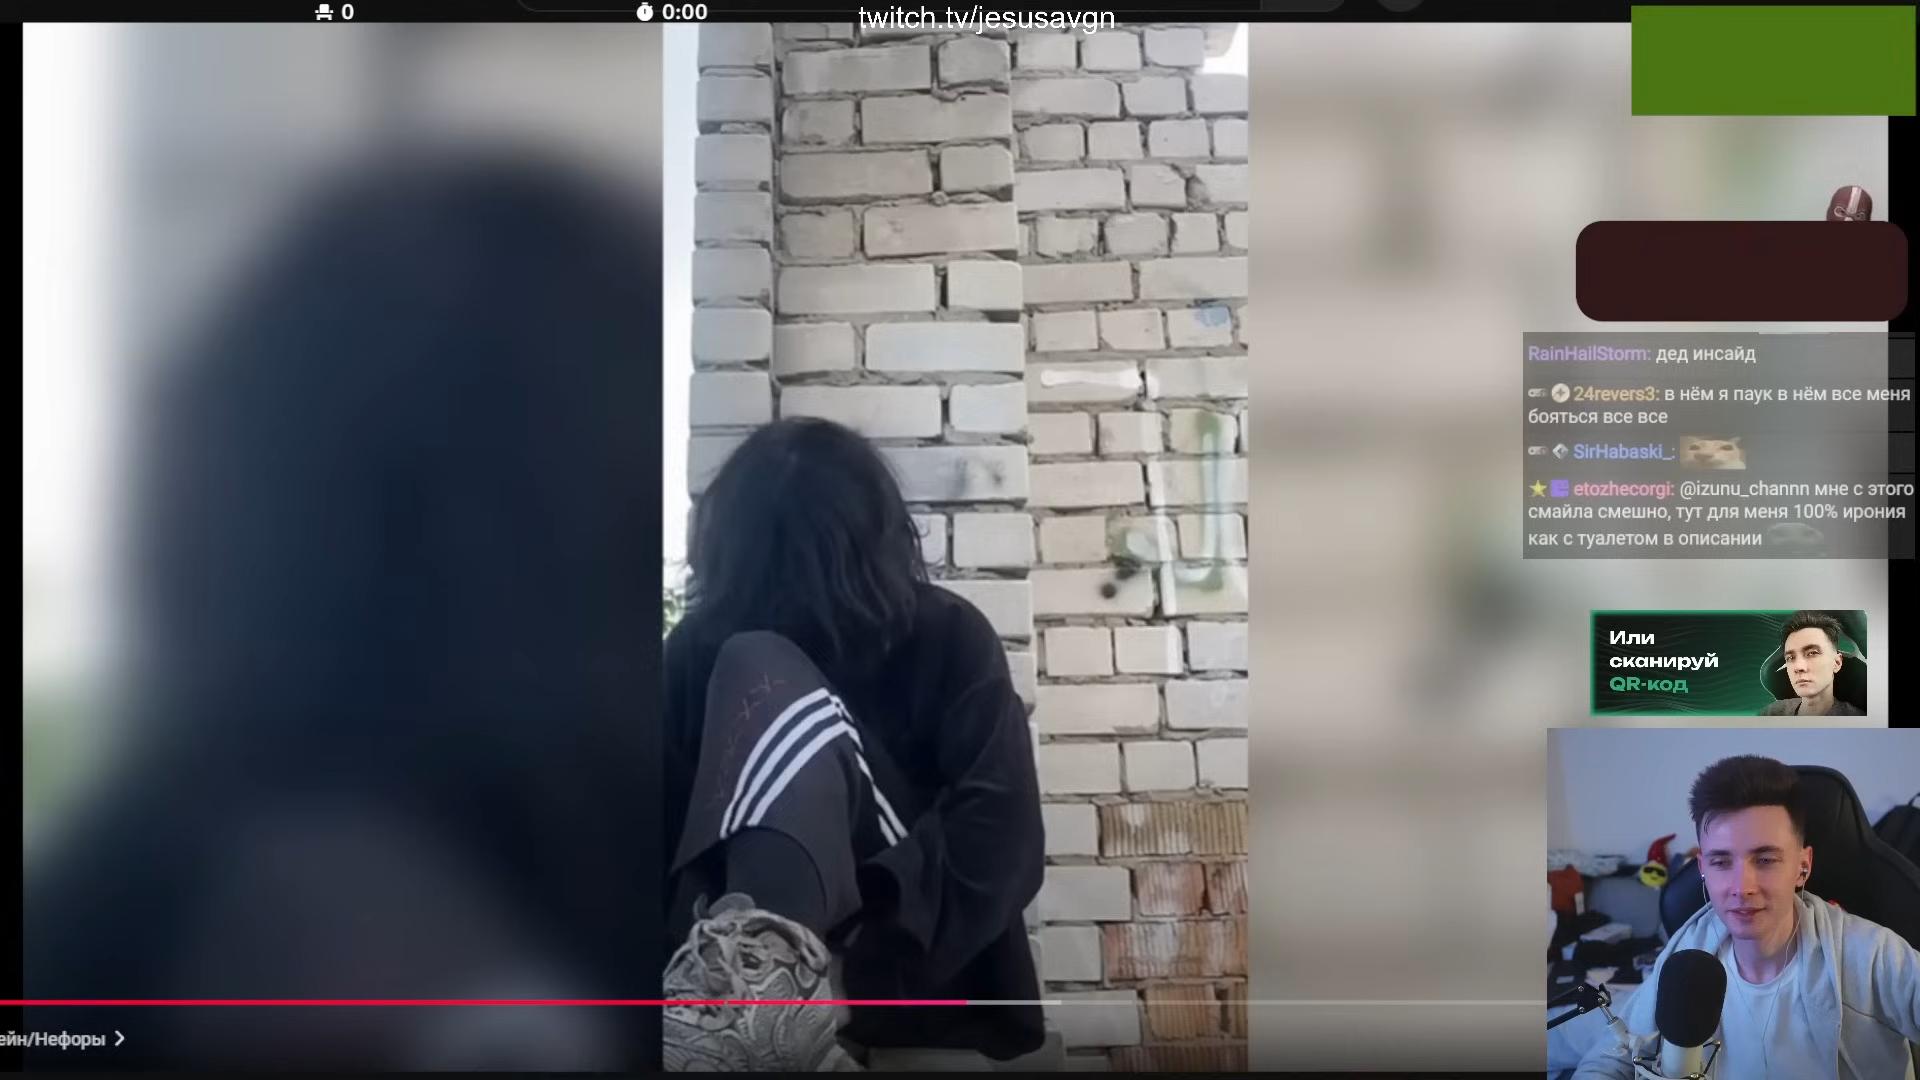 0
0:00
twitch.tv/jesusavgn
RainHailStorm: дед инсайд
24revers3: в нём я паук в нём все меня
бояться все все
SirHabaski_:
etozhecorgi: @izunu_channn мне с этого
смайла смешно, тут для меня 100% ирония
как с туалетом в описании
Или
сканируй
QR-код
ейн/Нефоры